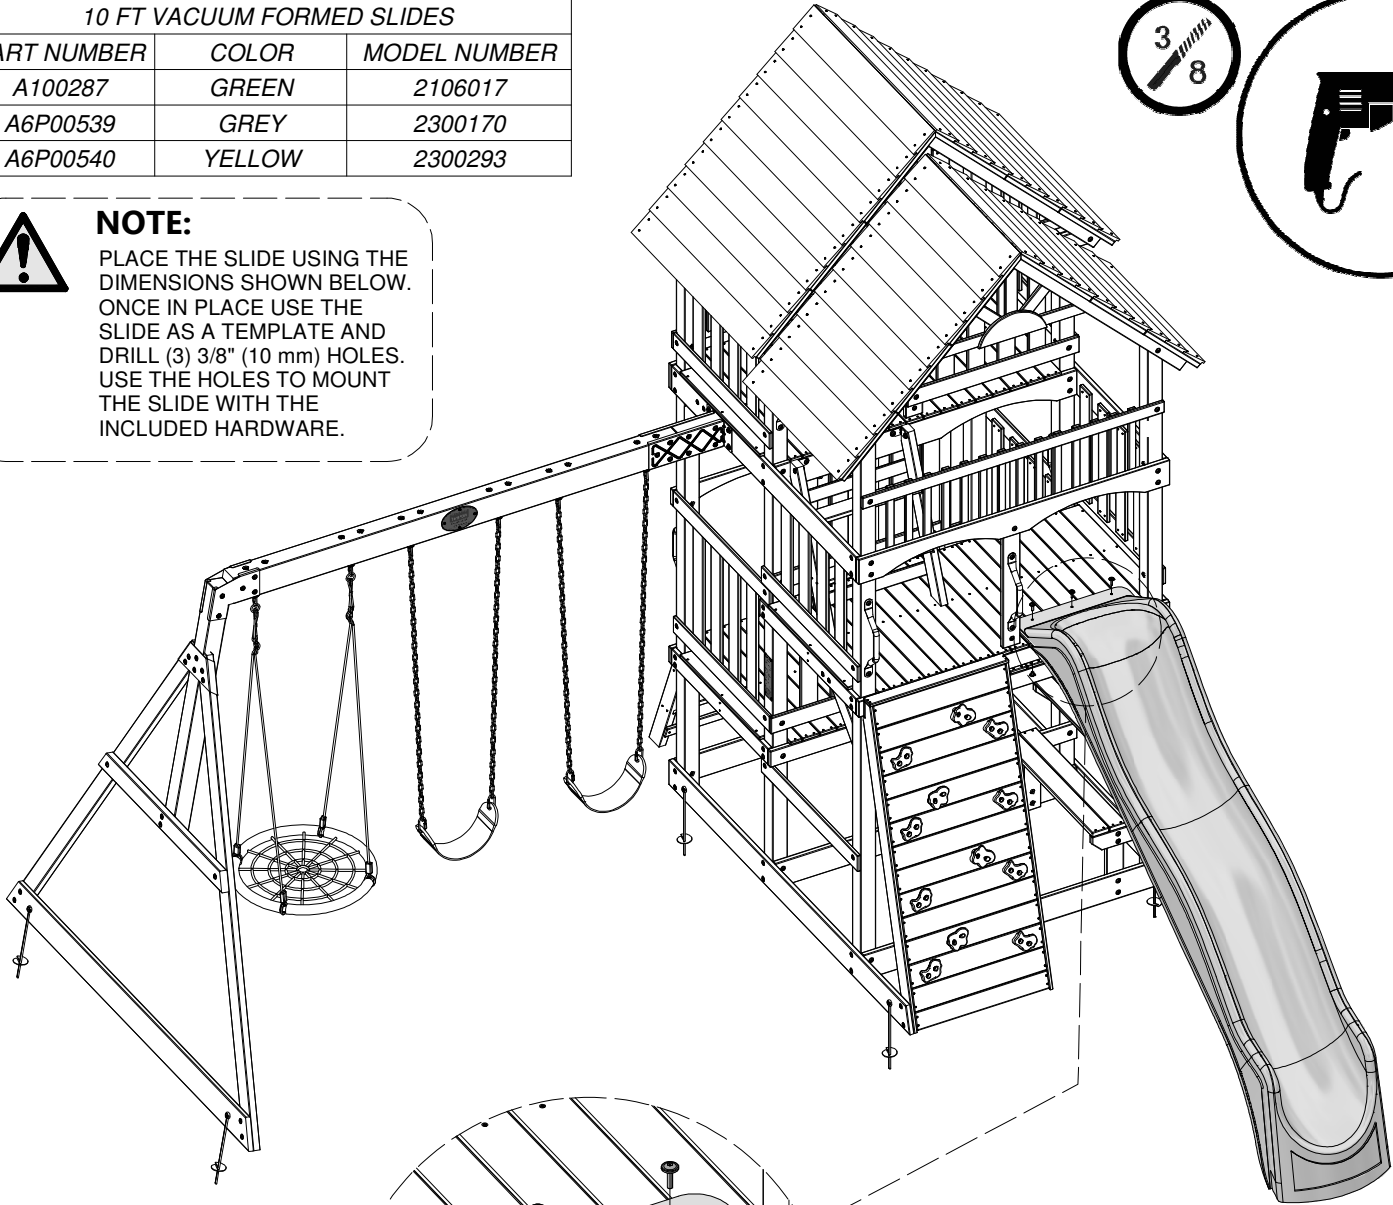 10 FT VACUUM FORMED SLIDES
ART NUMBER COLOR MODEL NUMBER
A100287 GREEN 2106017
A6P00539 GREY 2300170
A6P00540 YELLOW 2300293
3
8
NOTE:
PLACE THE SLIDE USING THE
DIMENSIONS SHOWN BELOW.
ONCE IN PLACE USE THE
SLIDE AS A TEMPLATE AND
DRILL (3) 3/8" (10 mm) HOLES.
USE THE HOLES TO MOUNT
THE SLIDE WITH THE
INCLUDED HARDWARE.